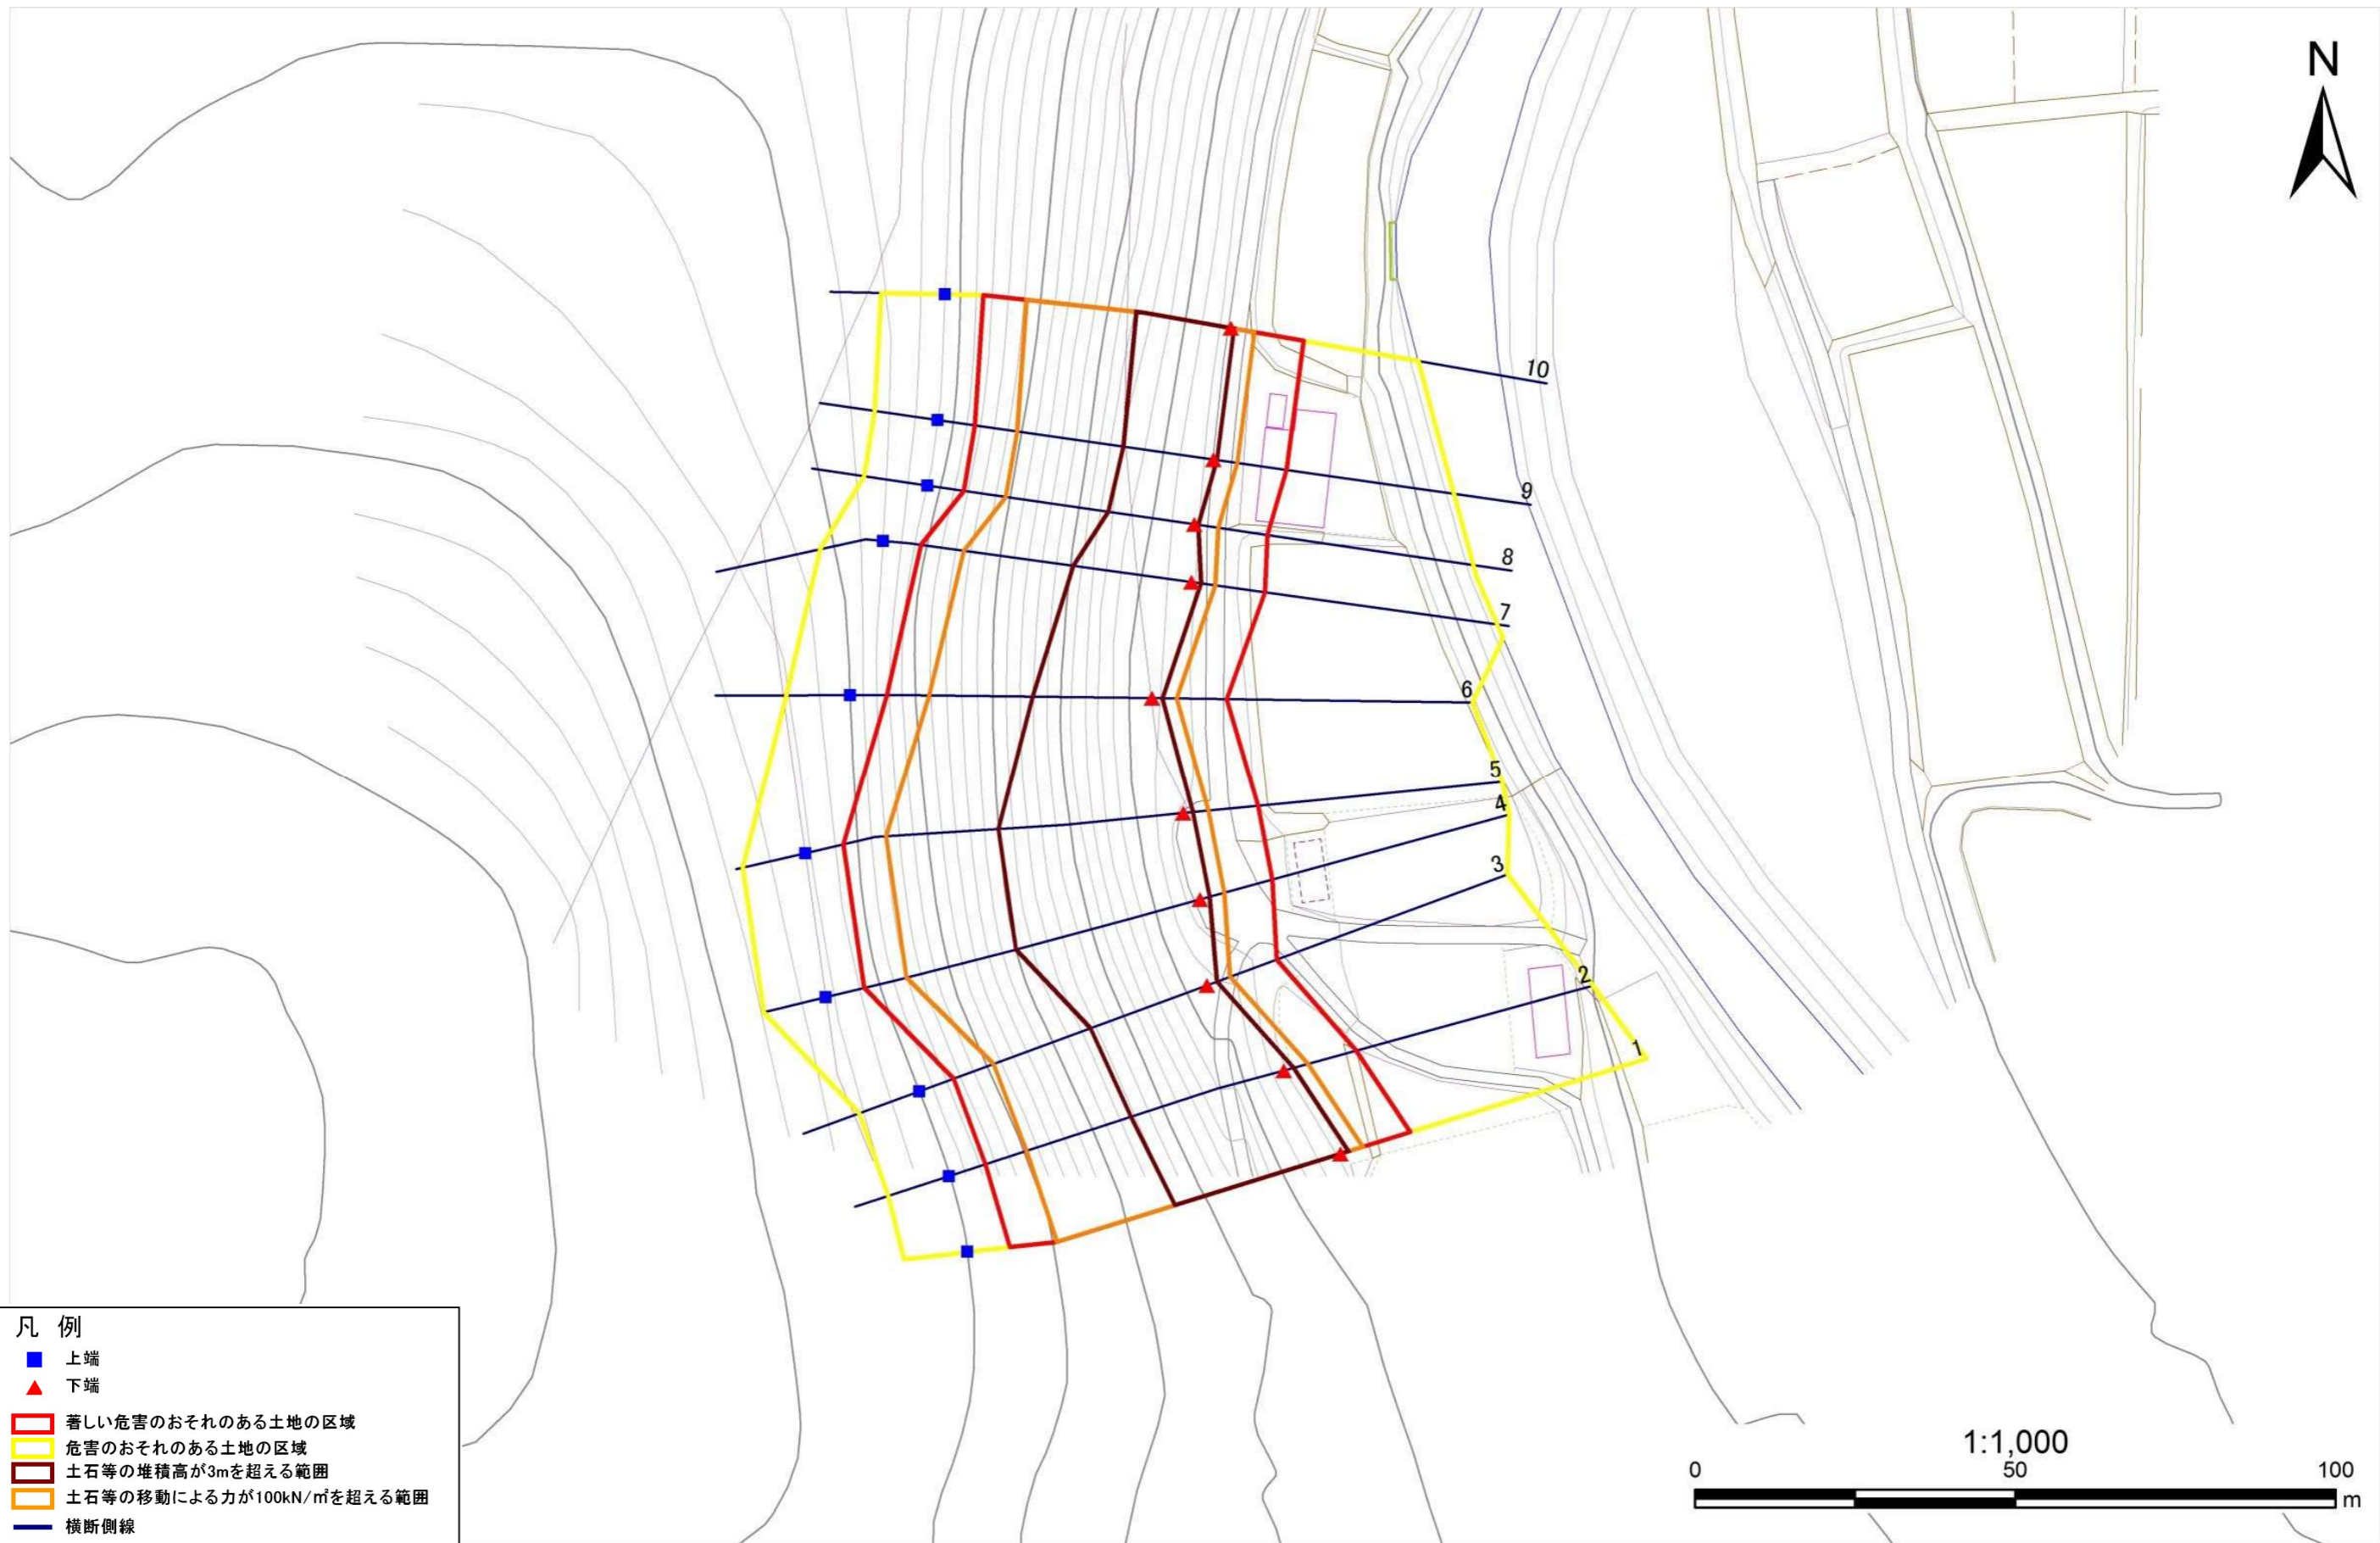 N
10
9
8
7
6
5
4
3
2
1
凡 例
上端
下端
著しい危害のおそれのある土地の区域
危害のおそれのある土地の区域
土石等の堆積高が3mを超える範囲
土石等の移動による力が100kN/㎡を超える範囲
横断側線
1:1,000
0 50 100
m